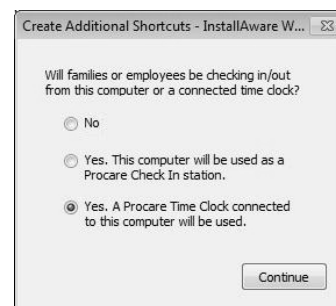 Create Additional Shortcuts - InstallAware W...
Will families or employees be checking in/out
from this computer or a connected time clock?
No
Yes. This computer will be used as a
Procare Check In station.
Yes. A Procare Time Clock connected
to this computer will be used.
Continue